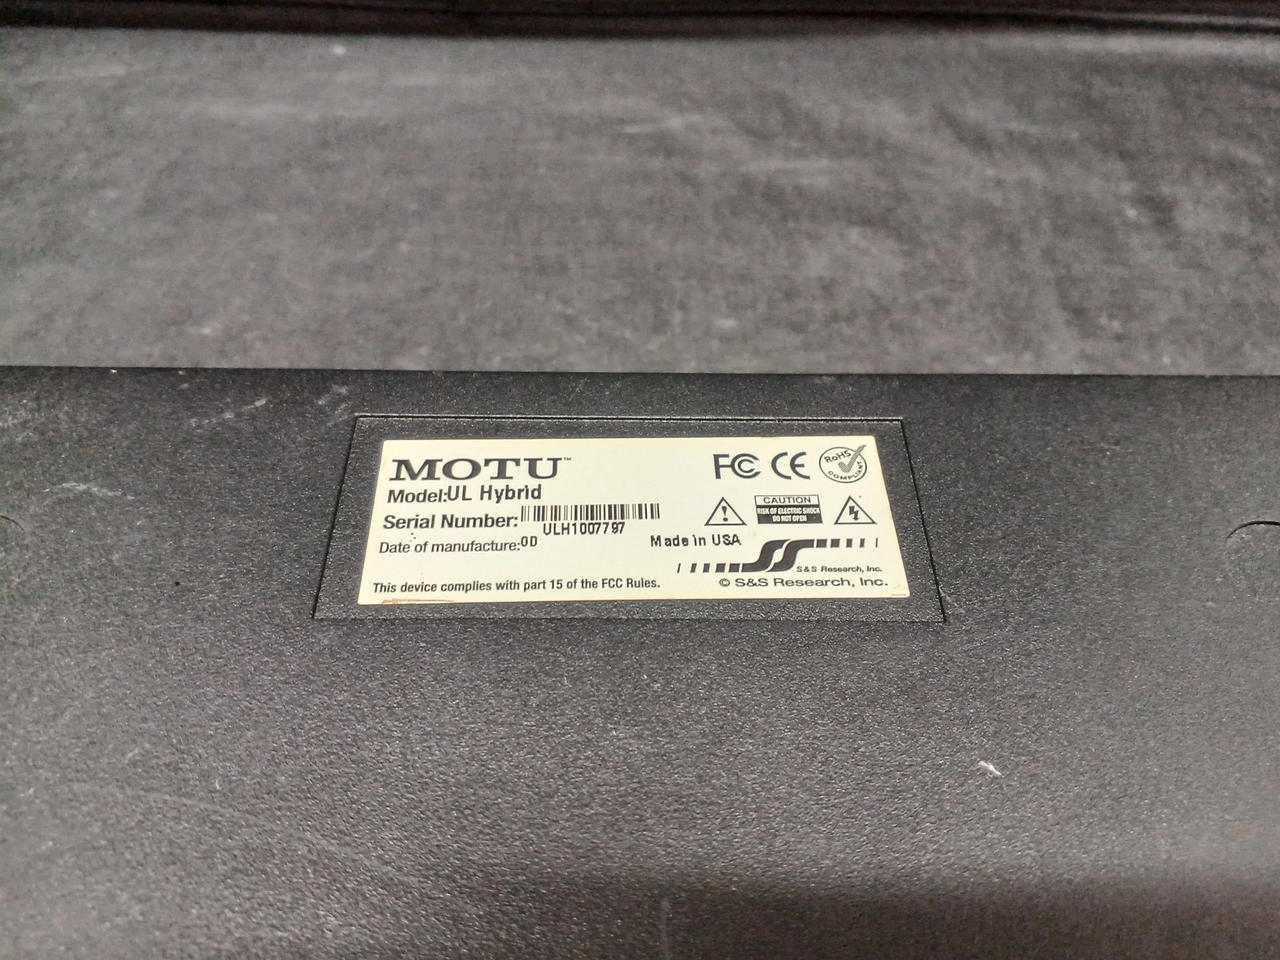 MOTU™
Model:UL Hybrid
Serial Number:
ULH1007797
Date of manufacture:0D
This device complies with part 15 of the FCC Rules.
FC CE
RoHS
COMPLIANT
CAUTION
RISK OF ELECTRIC SHOCK
DO NOT OPEN
Made in USA
S&S Research, Inc.
© S&S Research, Inc.